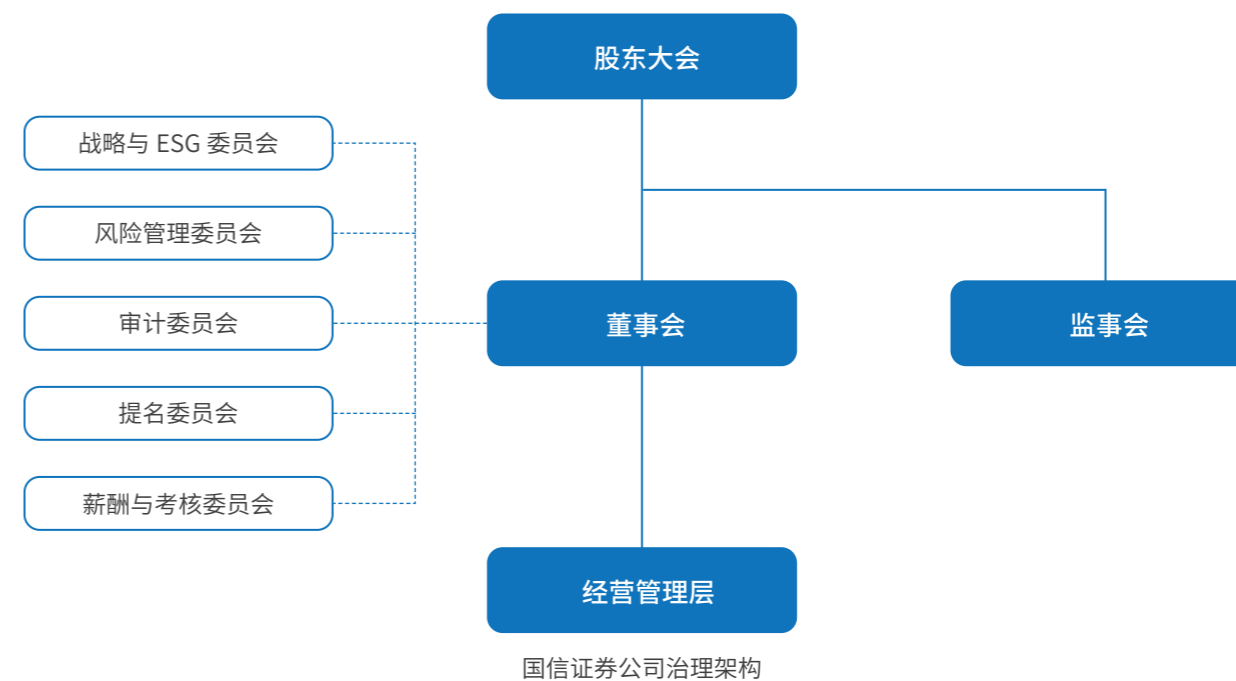 股东大会
战略与 ESG 委员会
风险管理委员会
审计委员会
提名委员会
薪酬与考核委员会
董事会
监事会
经营管理层
国信证券公司治理架构